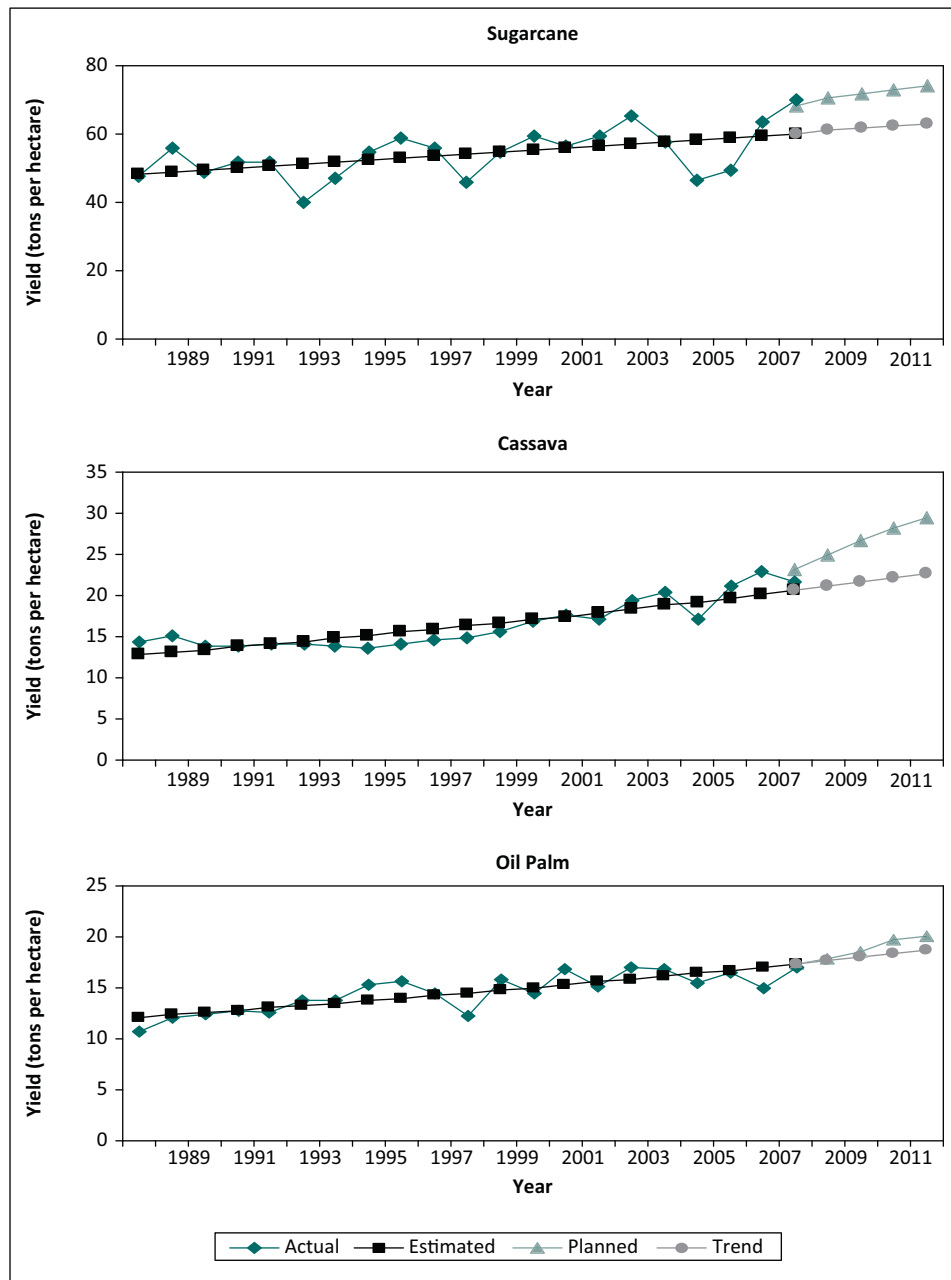 Sugarcane
80
60
40
20
0
Yield (tons per hectare)
1989 1991 1993 1995 1997 1999 2001 2003 2005 2007 2009 2011
Year
Cassava
35
30
25
20
15
10
5
0
Yield (tons per hectare)
1989 1991 1993 1995 1997 1999 2001 2003 2005 2007 2009 2011
Year
Oil Palm
25
20
15
10
5
0
Yield (tons per hectare)
1989 1991 1993 1995 1997 1999 2001 2003 2005 2007 2009 2011
Year
Actual Estimated Planned Trend